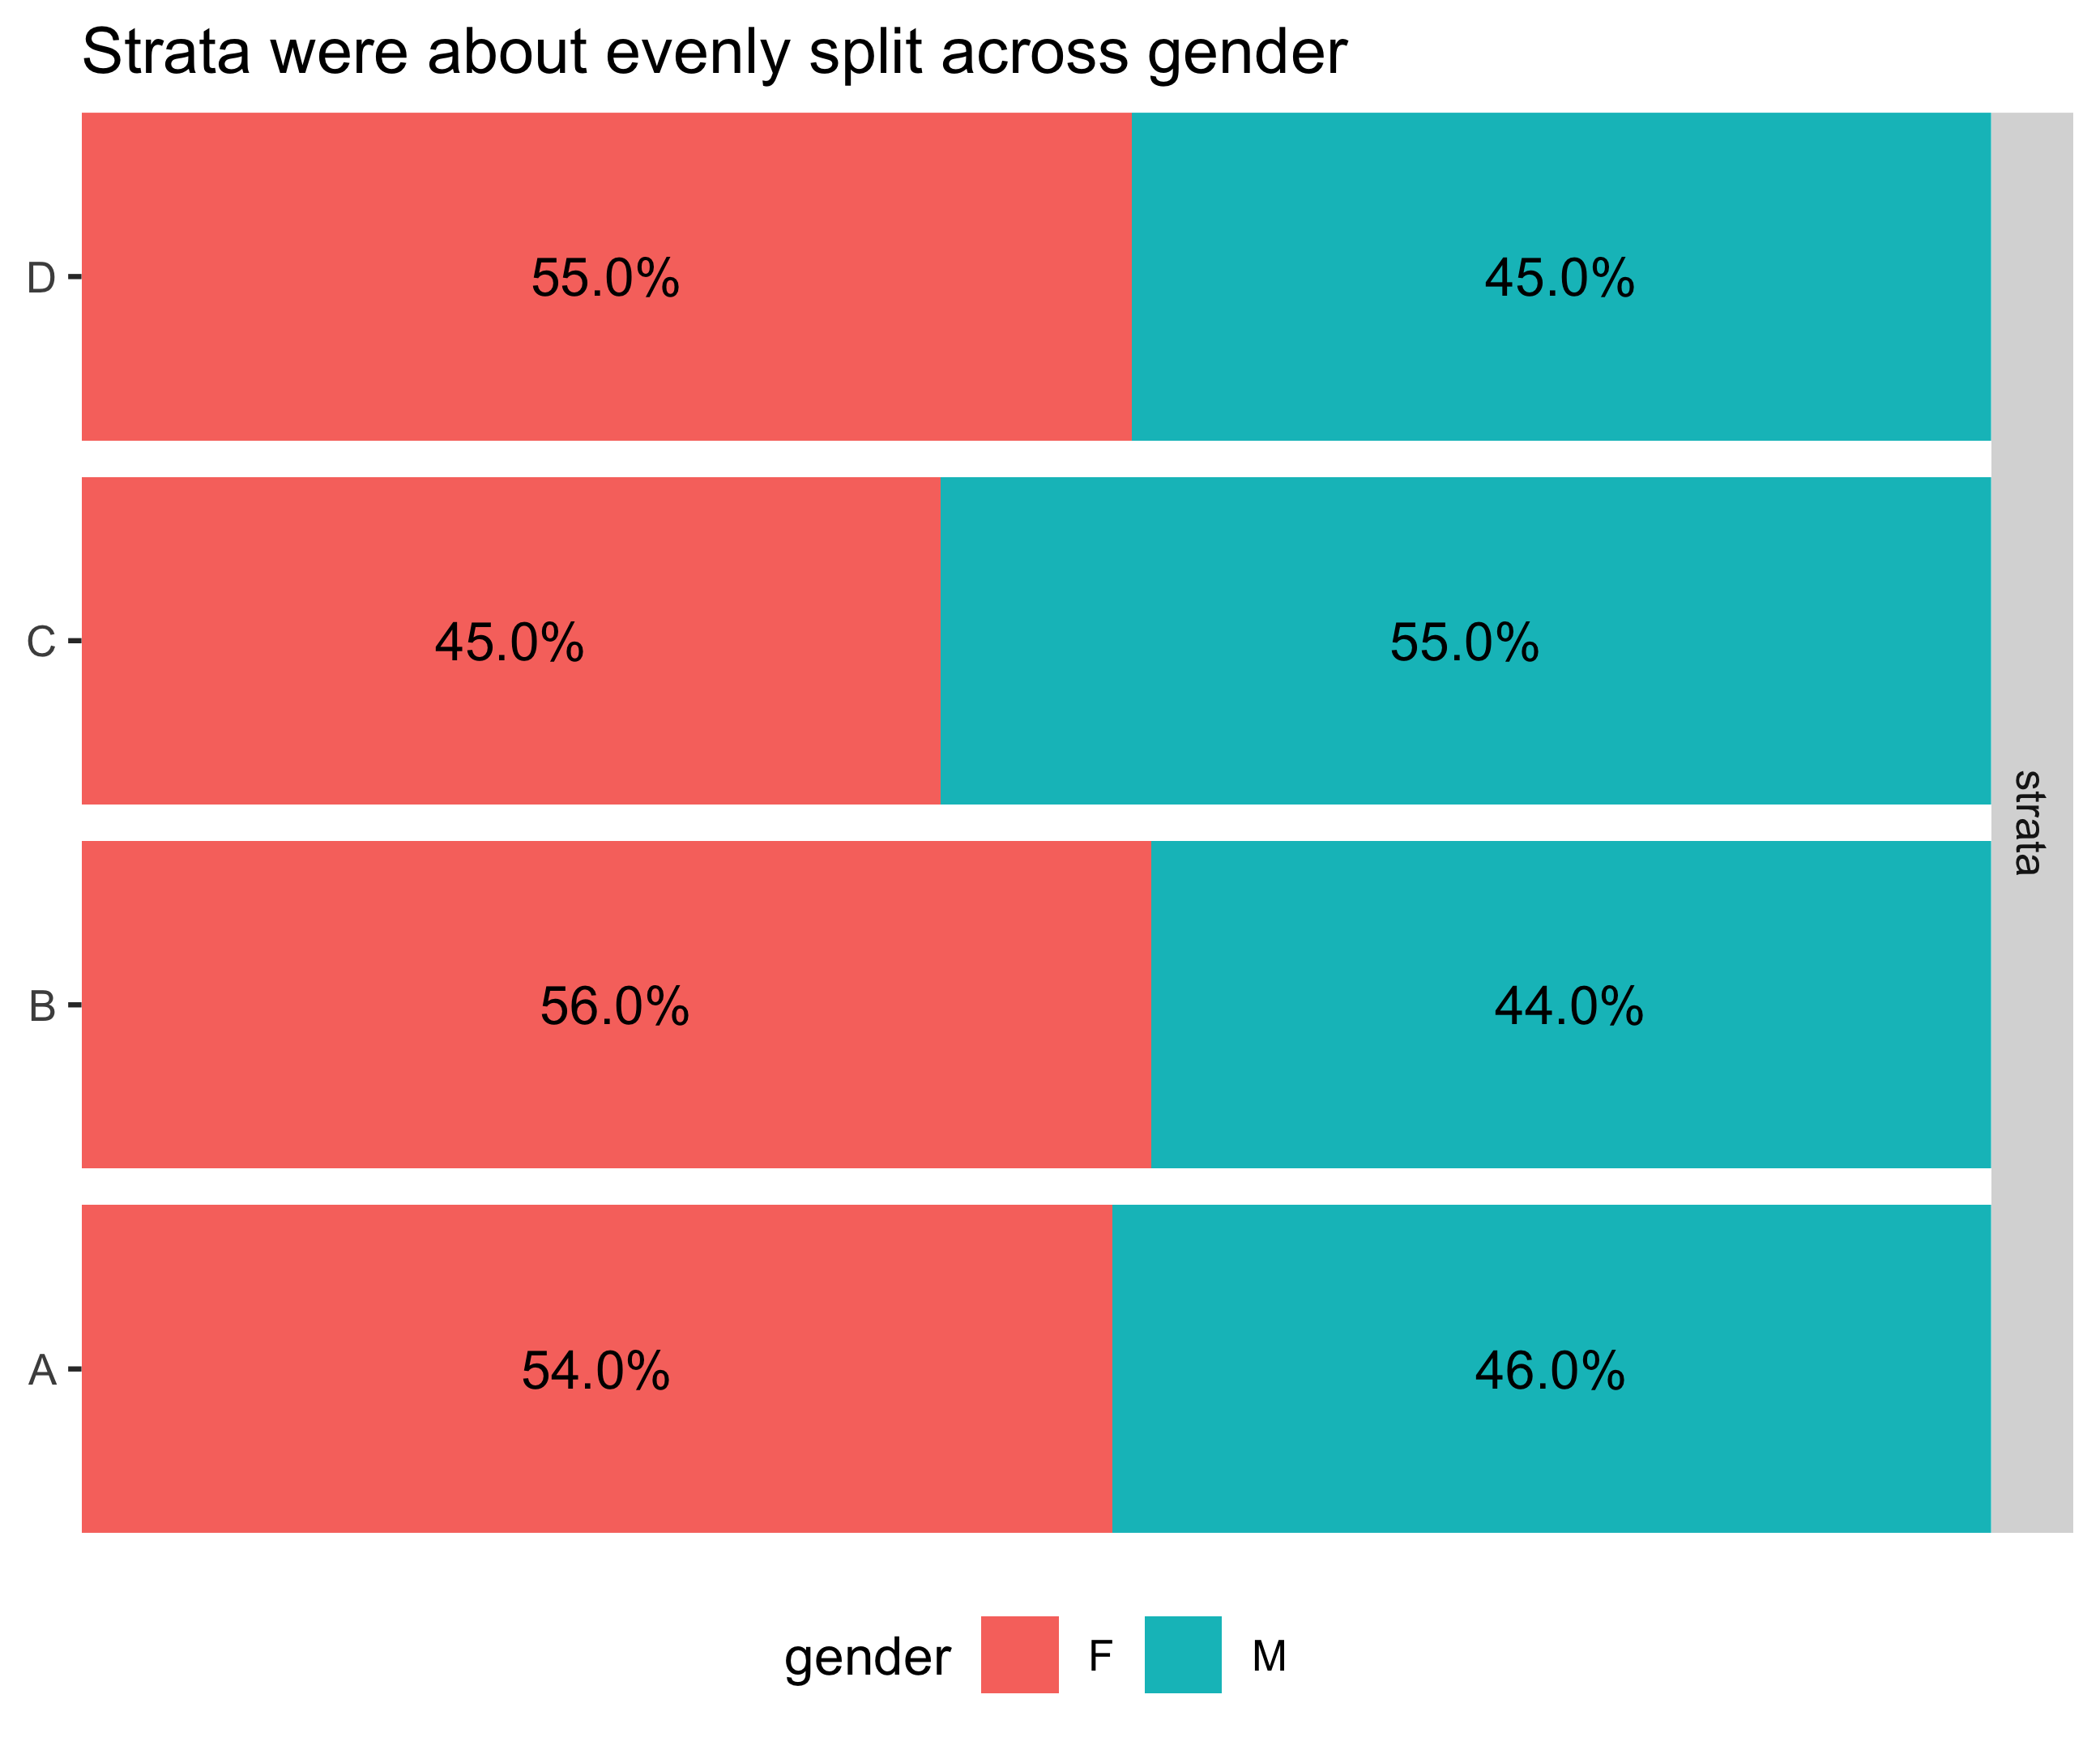 Strata were about evenly split across gender
D 55.0% 45.0%
C 45.0% 55.0%
strata
B 56.0% 44.0%
A 54.0% 46.0%
gender F M